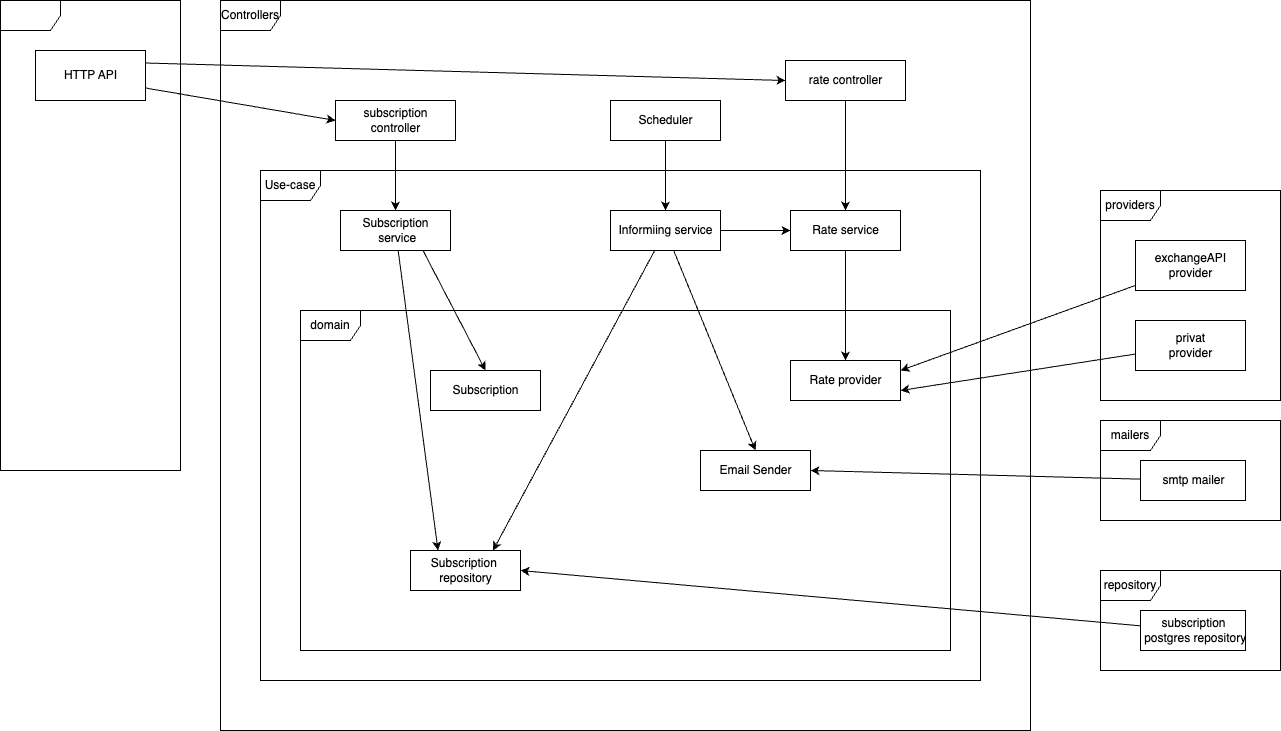 Controllers
HTTP API
rate controller
subscription
controller
Scheduler
Use-case
Subscription
service
Informiing service
Rate service
providers
exchangeAPI
provider
privat
provider
domain
Subscription
Rate provider
mailers
Email Sender
smtp mailer
Subscription
repository
repository
subscription
postgres repository